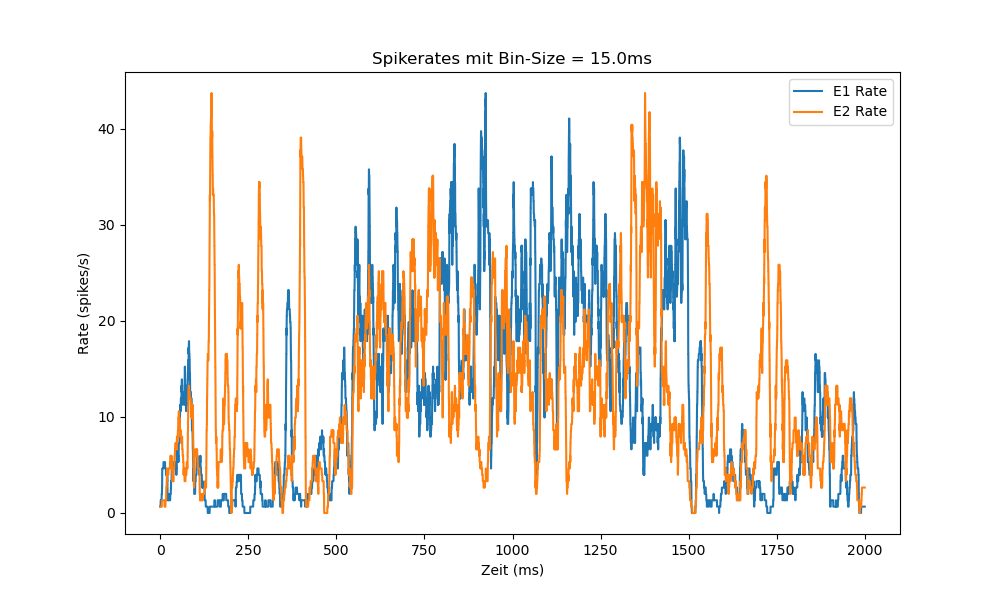 Spikerates mit Bin-Size = 15.0ms
E1 Rate
E2 Rate
Rate (spikes/s)
40
30
20
10
0
0 250 500 750 1000 1250 1500 1750 2000
Zeit (ms)